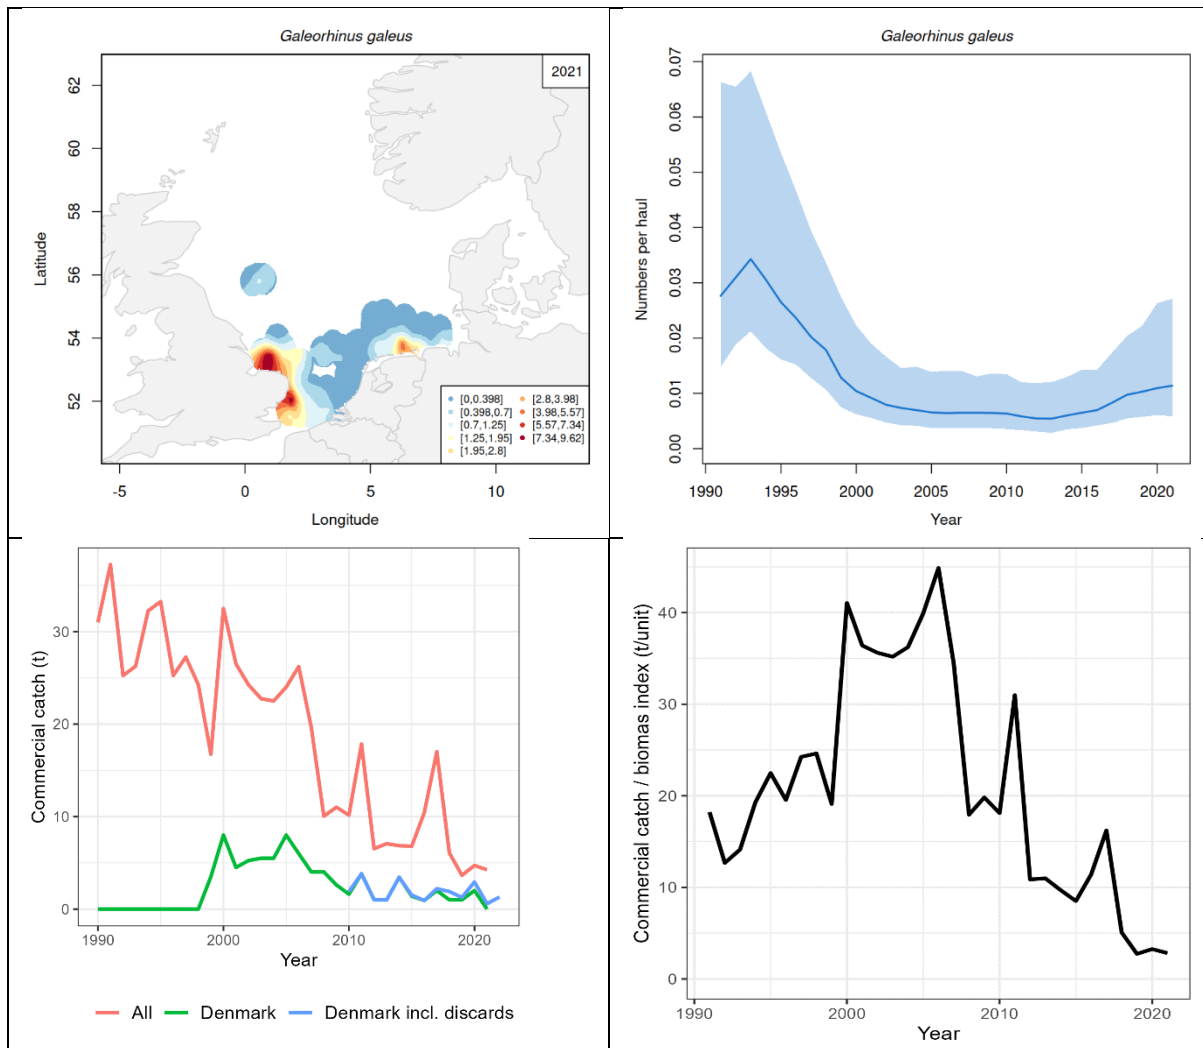 Galeorhinus galeus
2021
62
60
58
56
54
52
Latitude
[0,0.398]
[0.398,0.7]
[0.7,1.25]
[1.25,1.95]
[1.95,2.8]
[2.8,3.98]
[3.98,5.57]
[5.57,7.34]
[7.34,9.62]
-5 0 5 10
Longitude
Galeorhinus galeus
0.07
0.06
0.05
0.04
0.03
0.02
0.01
0.00
Numbers per haul
1990 1995 2000 2005 2010 2015 2020
Year
30
20
10
0
Commercial catch (t)
1990 2000 2010 2020
Year
All Denmark Denmark incl. discards
40
30
20
10
0
Commercial catch / biomas index (t/unit)
1990 2000 2010 2020
Year